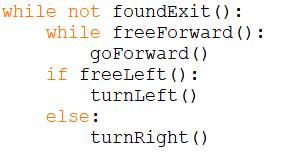 while not foundExit():
    while freeForward():
        goForward()
    if freeLeft():
        turnLeft()
    else:
        turnRight()